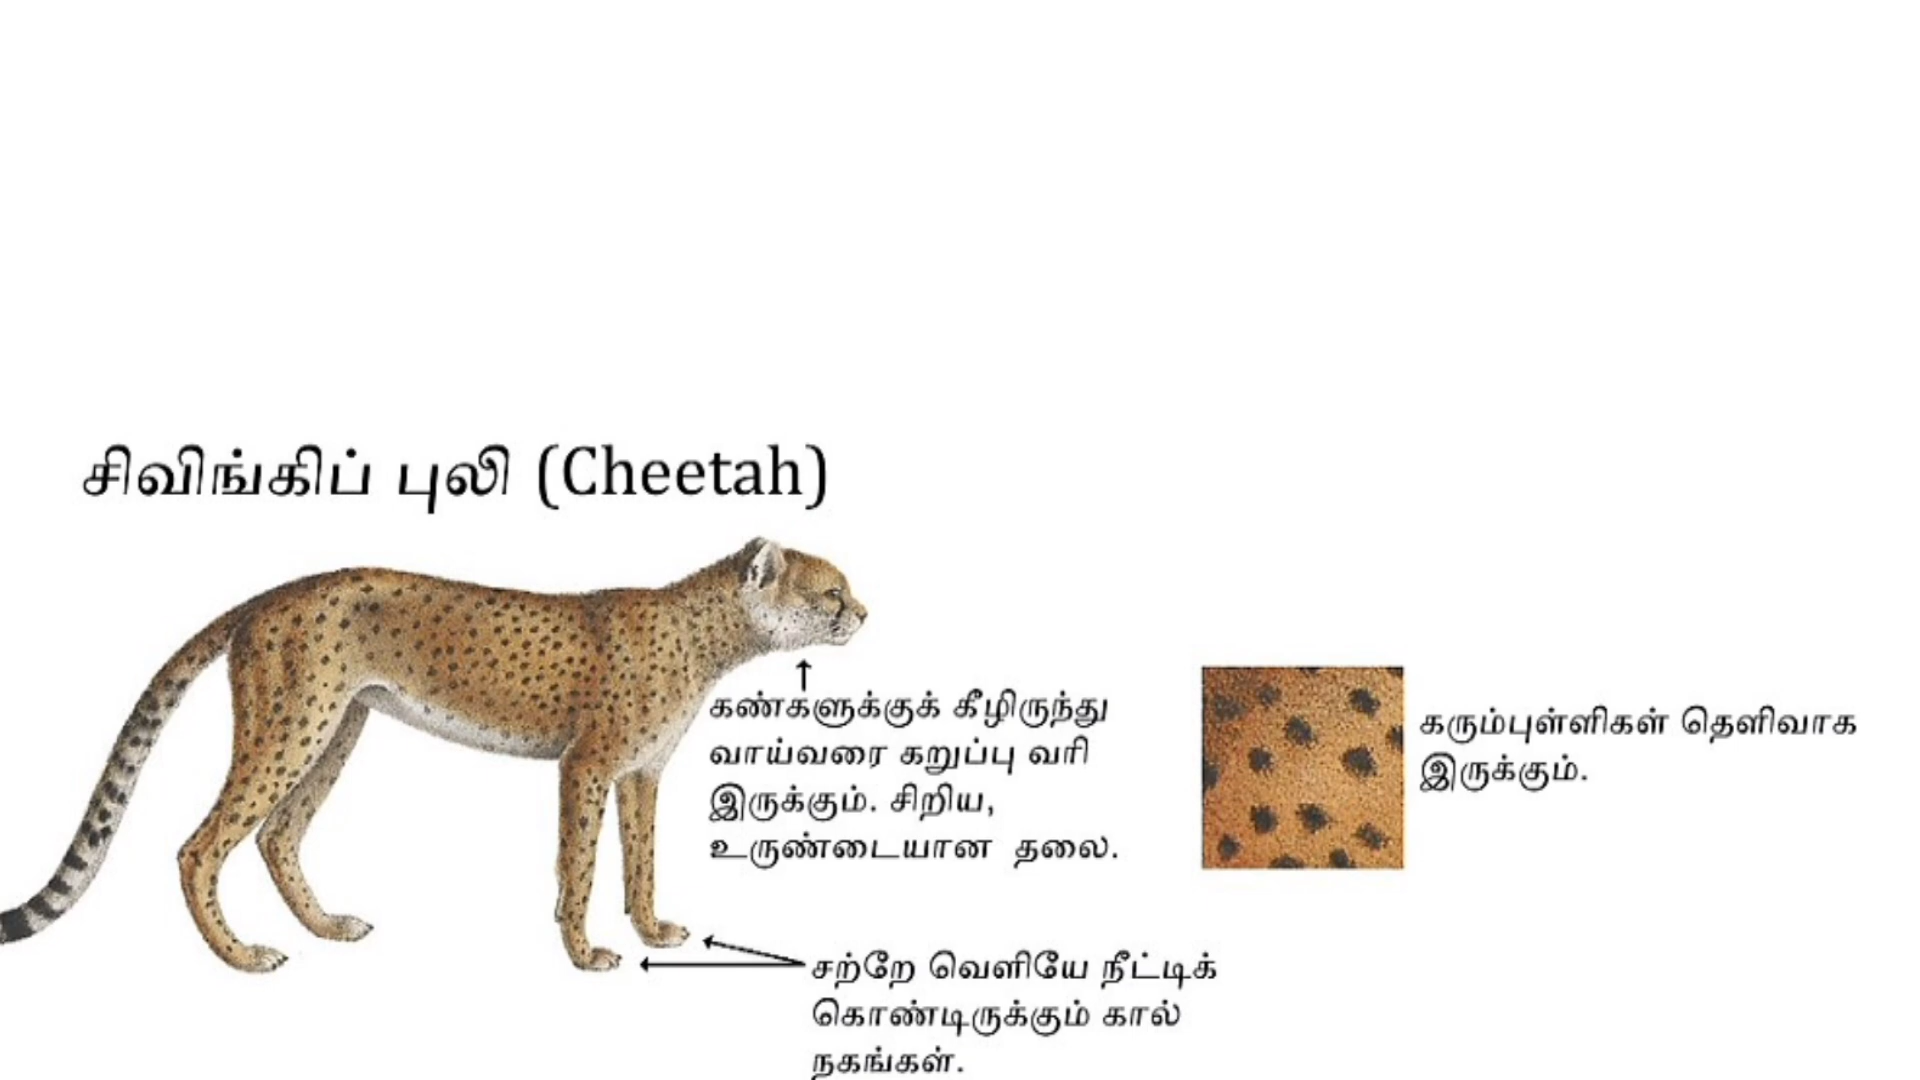 சிவிங்கிப் புலி (Cheetah)
கண்களுக்குக் கீழிருந்து
வாய்வரை கறுப்பு வரி
இருக்கும். சிறிய,
உருண்டையான தலை.
கரும்புள்ளிகள் தெளிவாக
இருக்கும்.
சற்றே வெளியே நீட்டிக்
கொண்டிருக்கும் கால்
நகங்கள்.